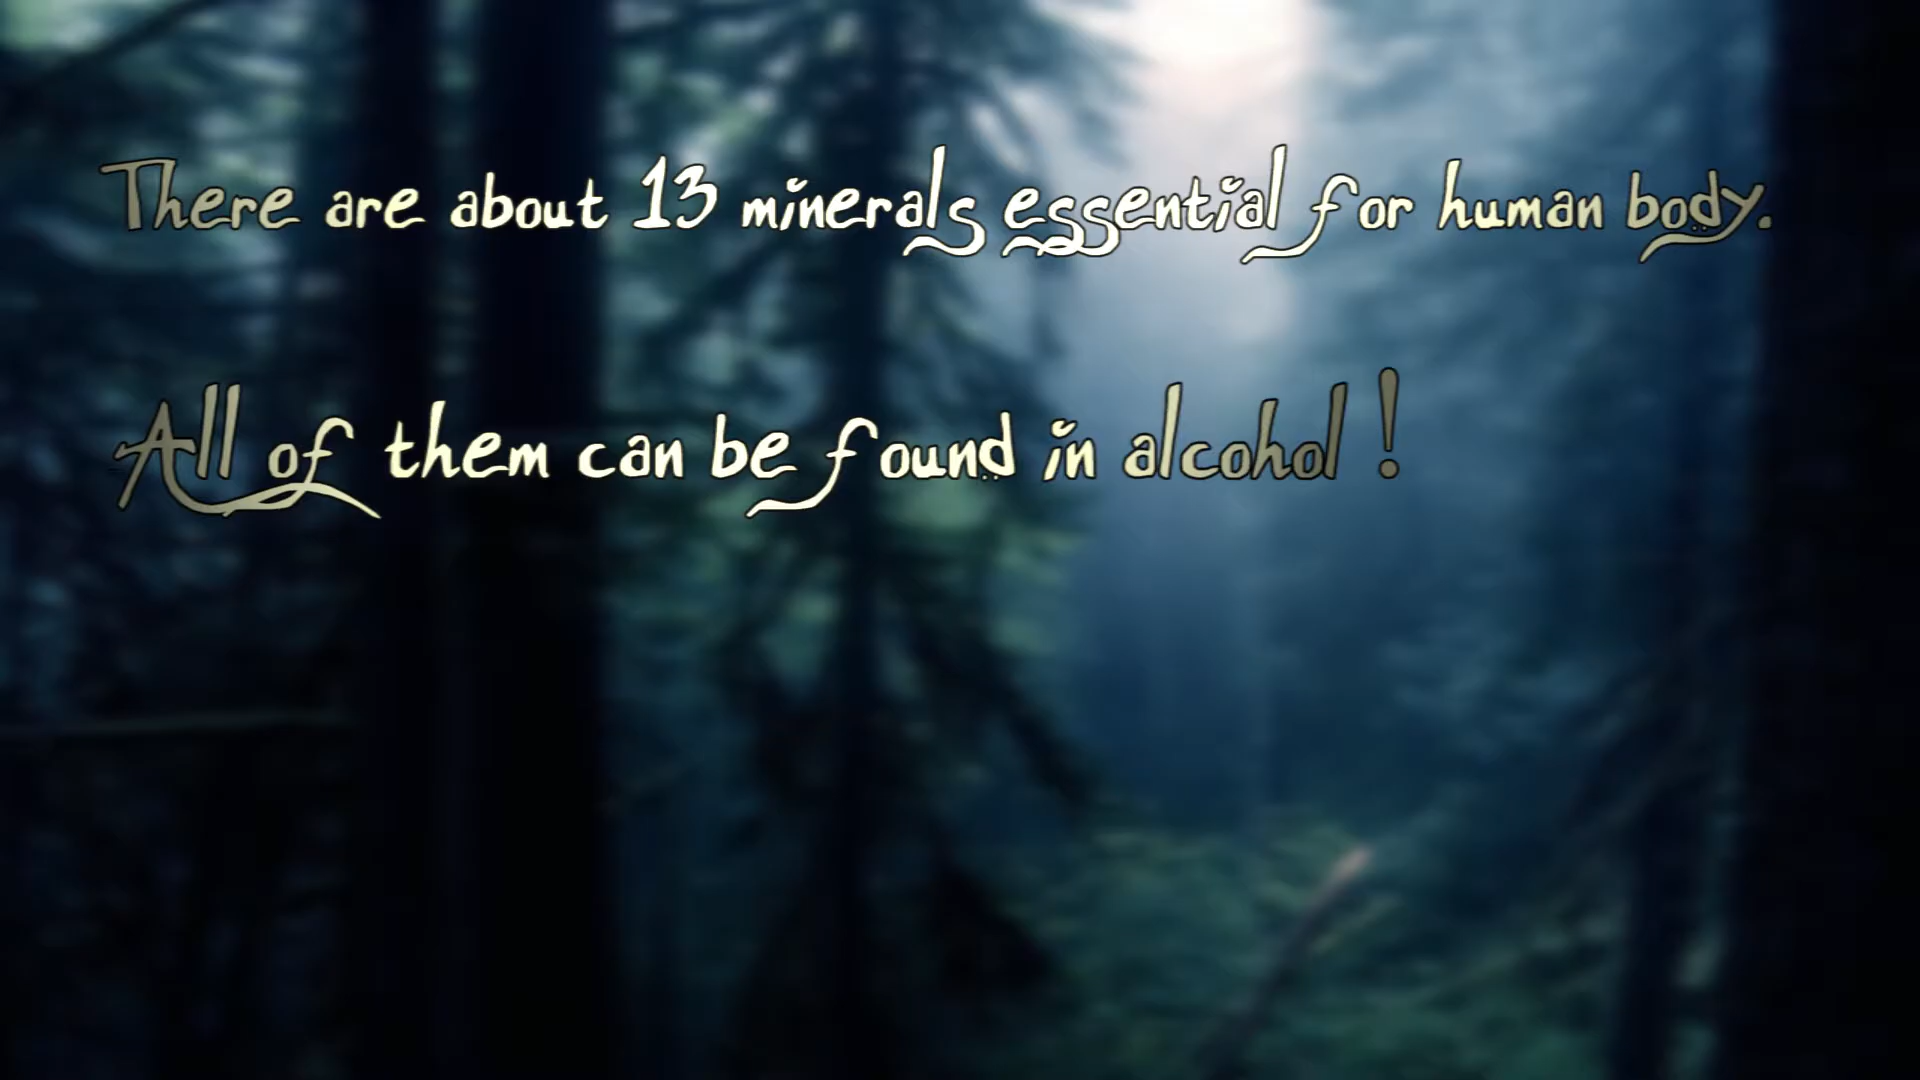 There are about 13 minerals essential for human body.
All of them can be found in alcohol !